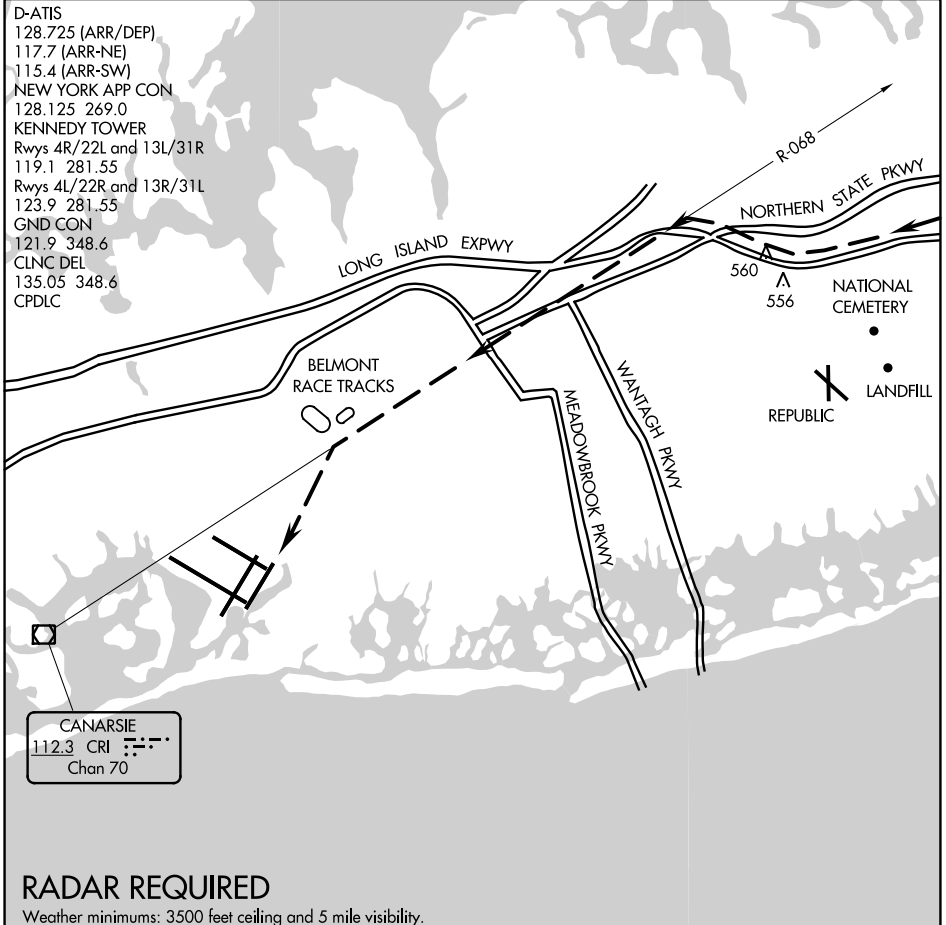 D-ATIS
128.725 (ARR/DEP)
117.7 (ARR-NE)
115.4 (ARR-SW)
NEW YORK APP CON
128.125 269.0
KENNEDY TOWER
Rwys 4R/22L and 13L/31R
119.1 281.55
Rwys 4L/22R and 13R/31L
123.9 281.55
GND CON
121.9 348.6
CLNC DEL
135.05 348.6
CPDLC
R-068
NORTHERN STATE PKWY
LONG ISLAND EXPWY
560
556
NATIONAL
CEMETERY
LANDFILL
REPUBLIC
BELMONT
RACE TRACKS
WANTAGH PKWY
MEADOWBROOK PKWY
CANARSIE
112.3 CRI
Chan 70
RADAR REQUIRED
Weather minimums: 3500 feet ceiling and 5 mile visibility.